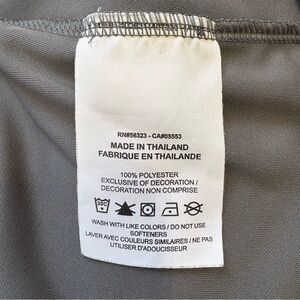 RN#56323 - CA#05553
MADE IN THAILAND
FABRIQUE EN THAILANDE
100% POLYESTER
EXCLUSIVE OF DECORATION /
DECORATION NON COMPRISE
WASH WITH LIKE COLORS / DO NOT USE
SOFTENERS
LAVER AVEC COULEURS SIMILAIRES / NE PAS
UTILISER D'ADOUCISSEUR